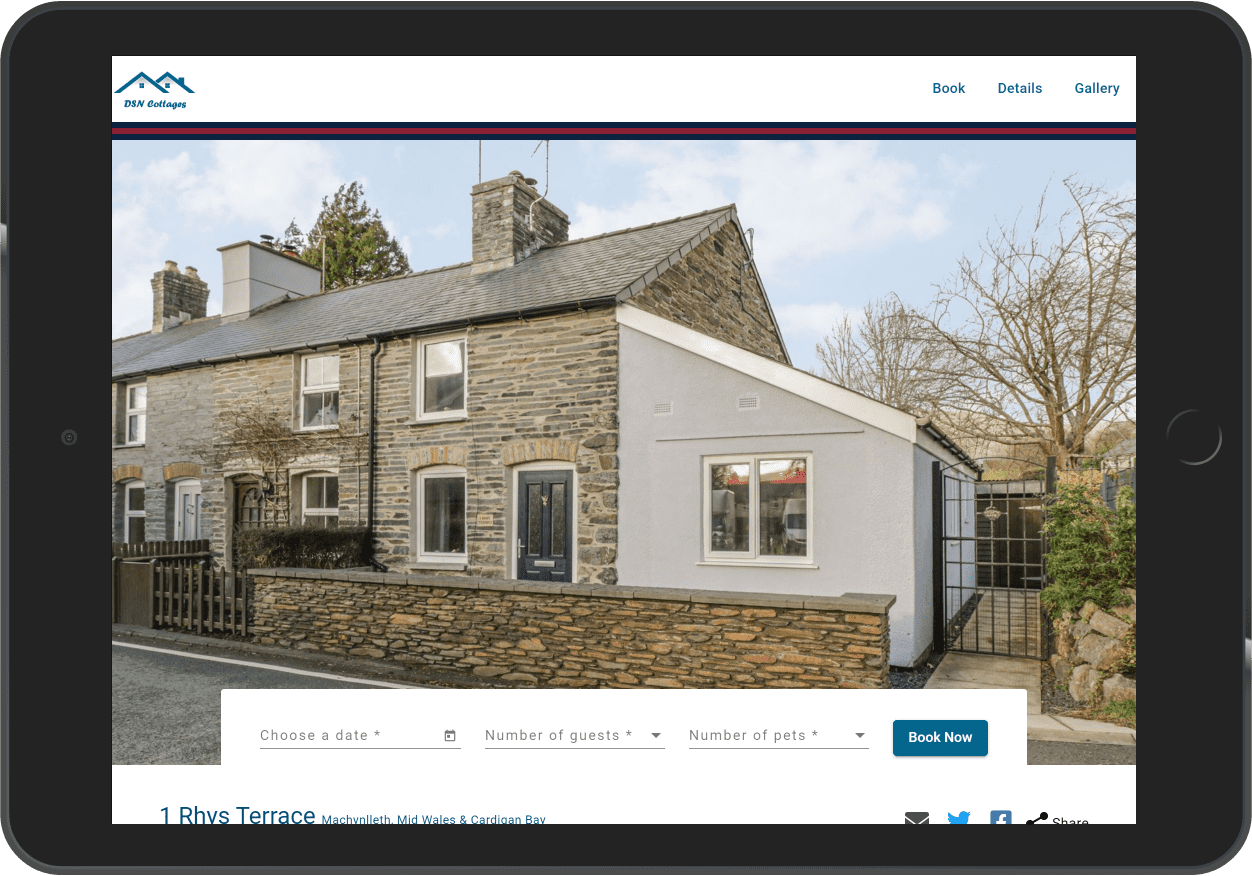 DSN Cottages
Book Details Gallery
Choose a date *
Number of guests *
Number of pets *
Book Now
1 Rhys Terrace Machynlleth, Mid Wales & Cardigan Bay
Share